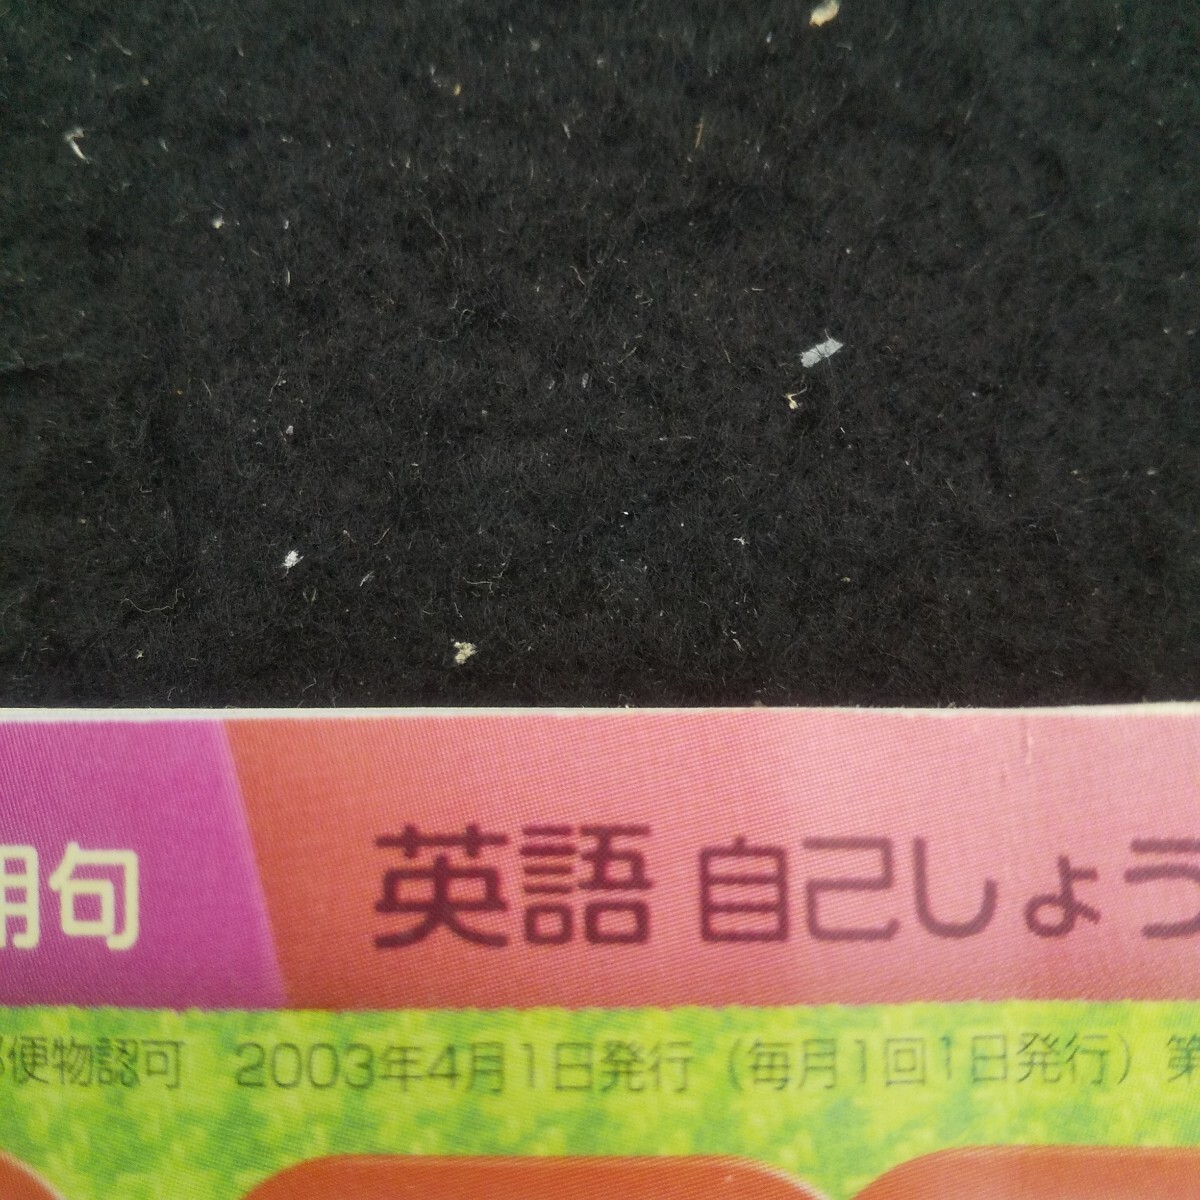 用句
英語 自己しょう
便物認可 2003年4月1日発行（毎月1回1日発行）第